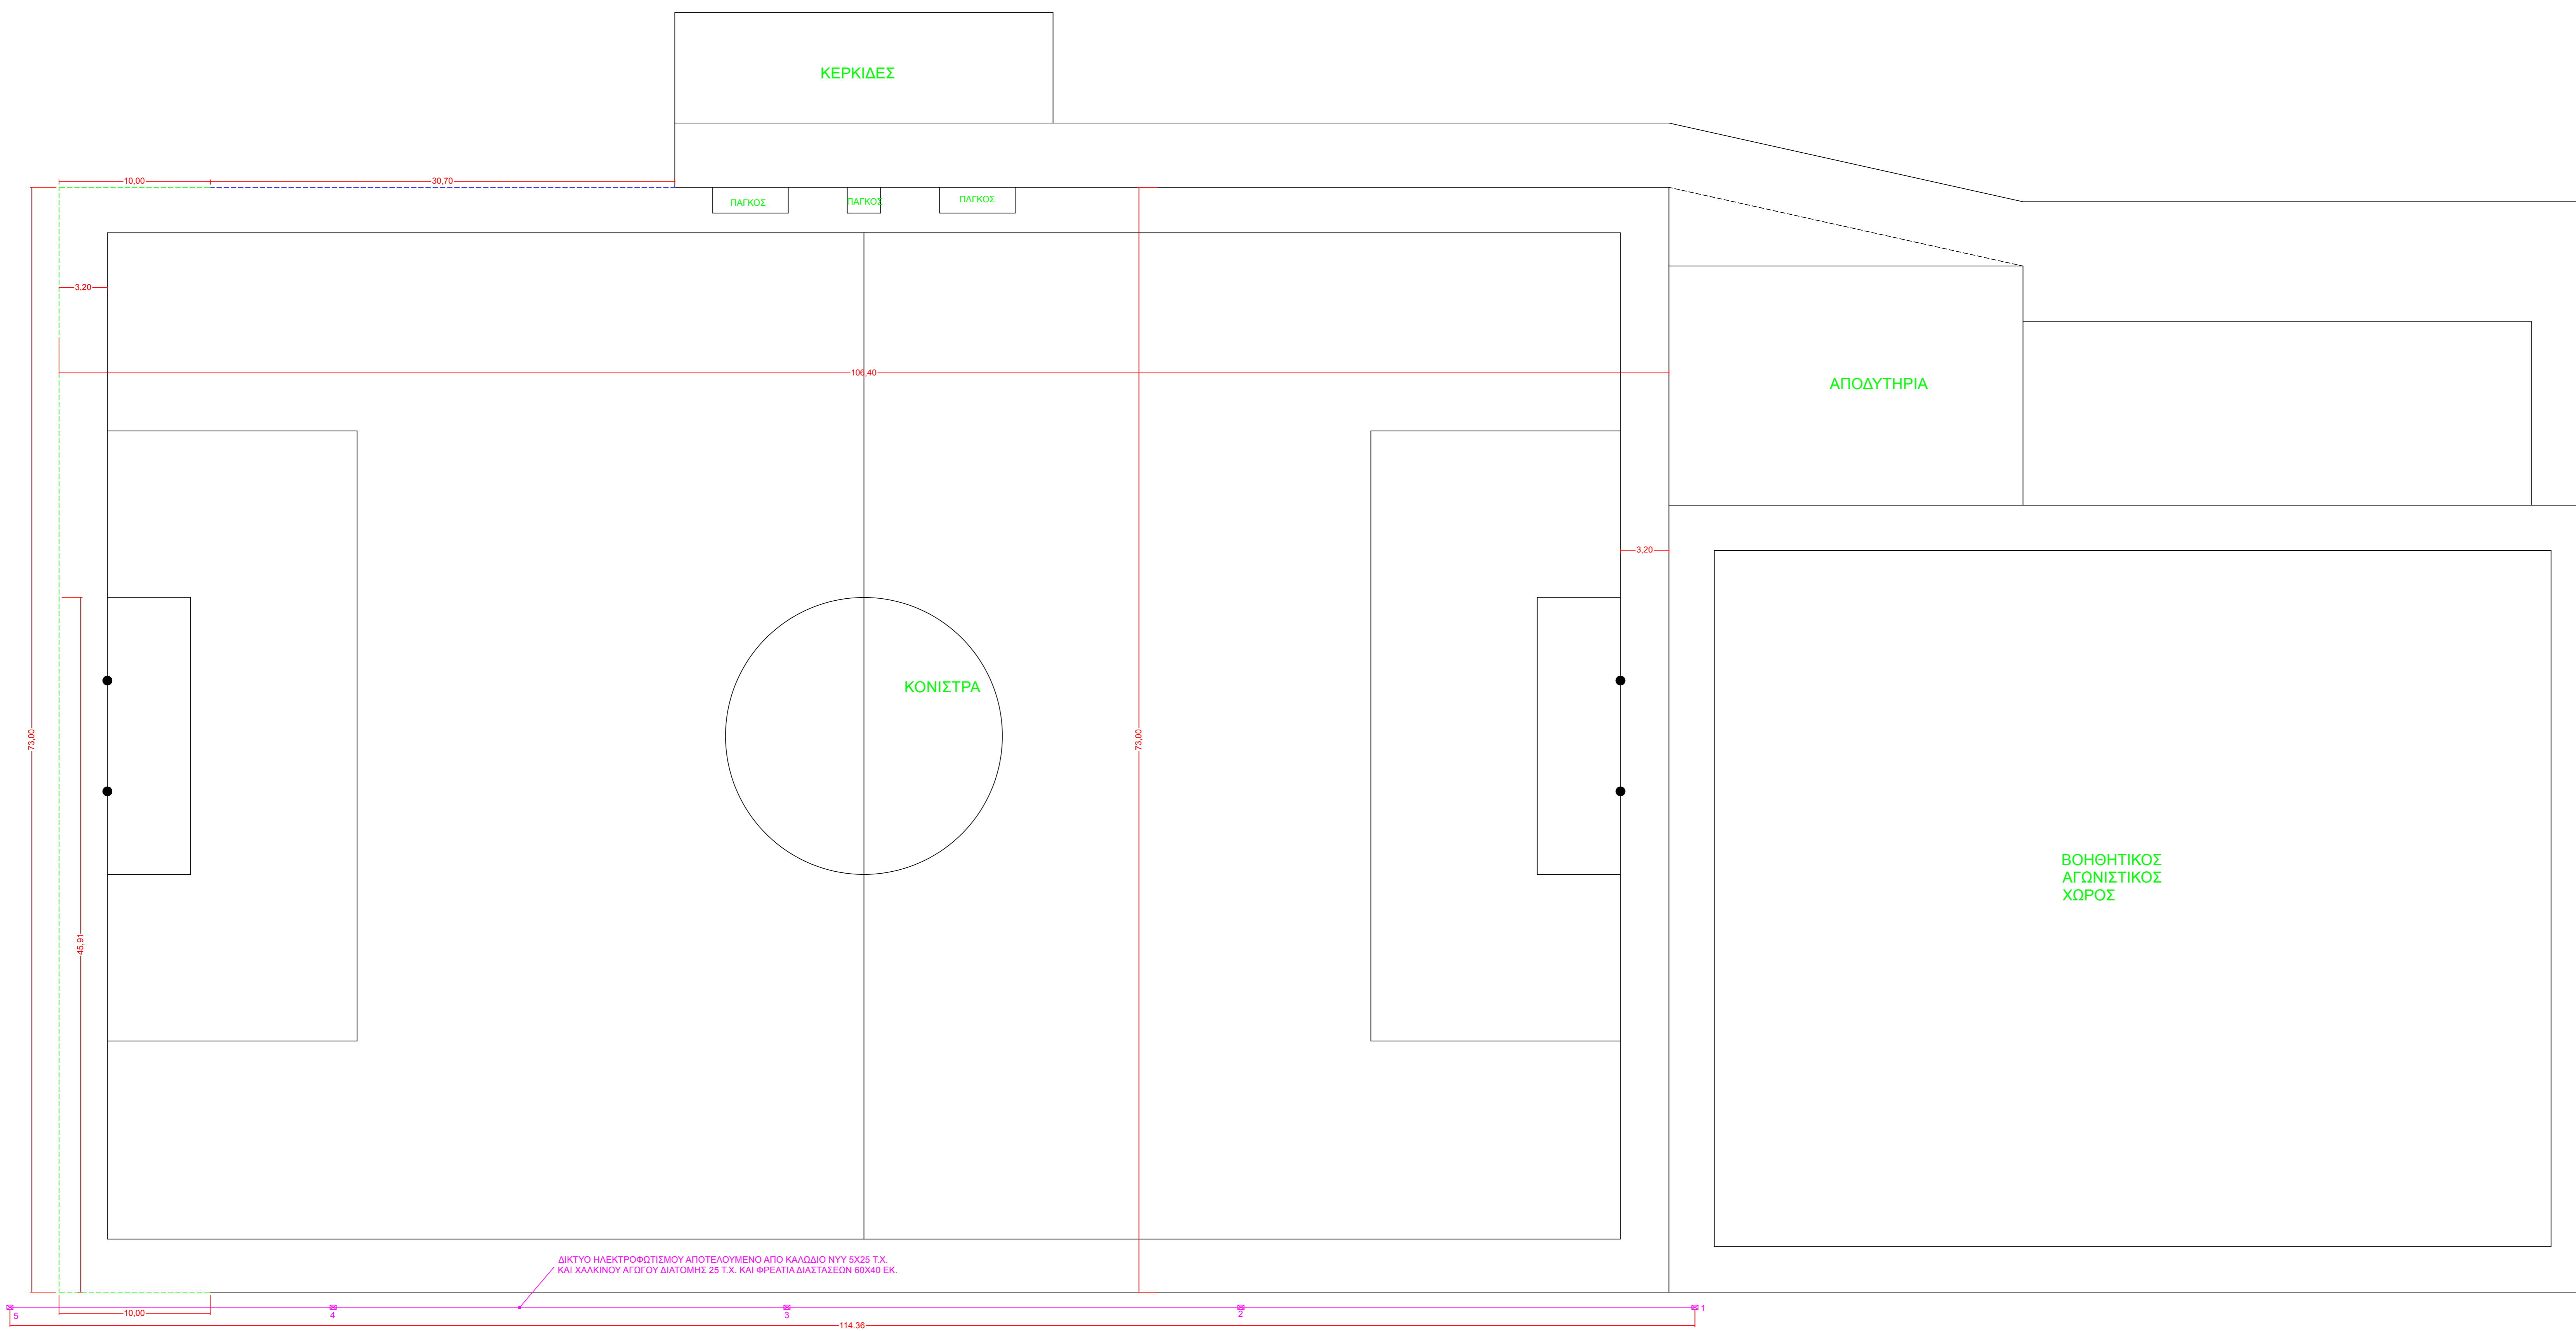 ΚΕΡΚΙΔΕΣ
10,00
30,70
ΠΑΓΚΟΣ
ΠΑΓΚΟΣ
ΠΑΓΚΟΣ
3,20
106,40
ΑΠΟΔΥΤΗΡΙΑ
3,20
ΚΟΝΙΣΤΡΑ
73,00
73,00
ΒΟΗΘΗΤΙΚΟΣ
ΑΓΩΝΙΣΤΙΚΟΣ
ΧΩΡΟΣ
45,91
ΔΙΚΤΥΟ ΗΛΕΚΤΡΟΦΩΤΙΣΜΟΥ ΑΠΟΤΕΛΟΥΜΕΝΟ ΑΠΟ ΚΑΛΩΔΙΟ ΝΥΥ 5Χ25 Τ.Χ.
ΚΑΙ ΧΑΛΚΙΝΟΥ ΑΓΩΓΟΥ ΔΙΑΤΟΜΗΣ 25 Τ.Χ. ΚΑΙ ΦΡΕΑΤΙΑ ΔΙΑΣΤΑΣΕΩΝ 60Χ40 ΕΚ.
5
10,00
4
3
2
1
114.36